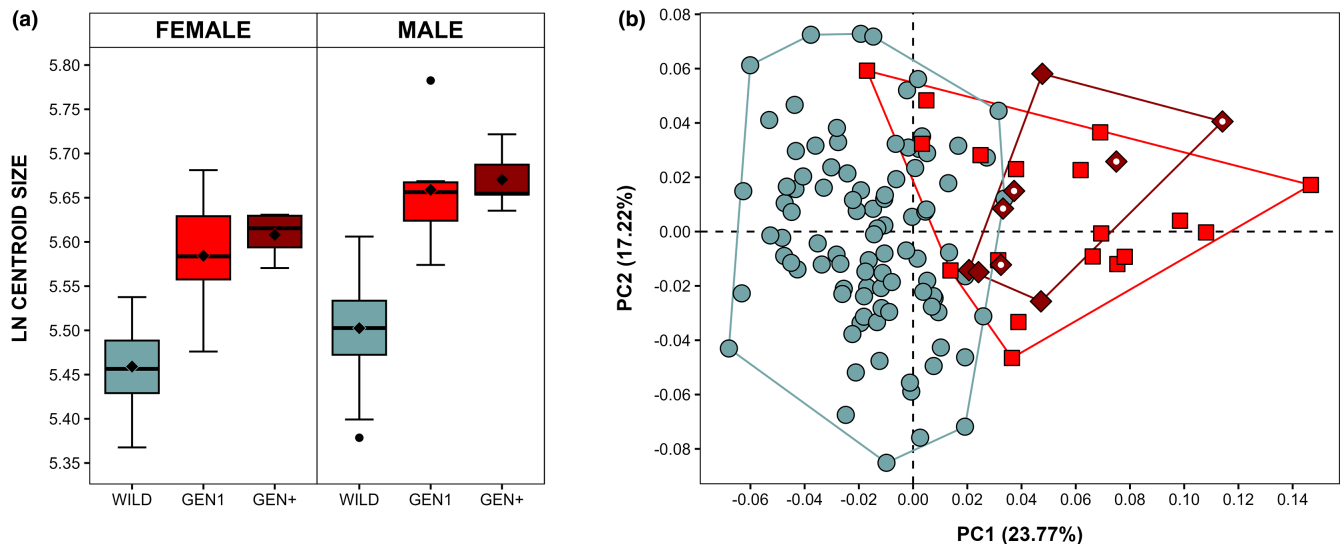 (a)
FEMALE MALE
LN CENTROID SIZE
5.80
5.75
5.70
5.65
5.60
5.55
5.50
5.45
5.40
5.35
WILD GEN1 GEN+ WILD GEN1 GEN+
(b)
PC2 (17.22%)
0.08
0.06
0.04
0.02
0.00
-0.02
-0.04
-0.06
-0.08
-0.06 -0.04 -0.02 0.00 0.02 0.04 0.06 0.08 0.10 0.12 0.14
PC1 (23.77%)